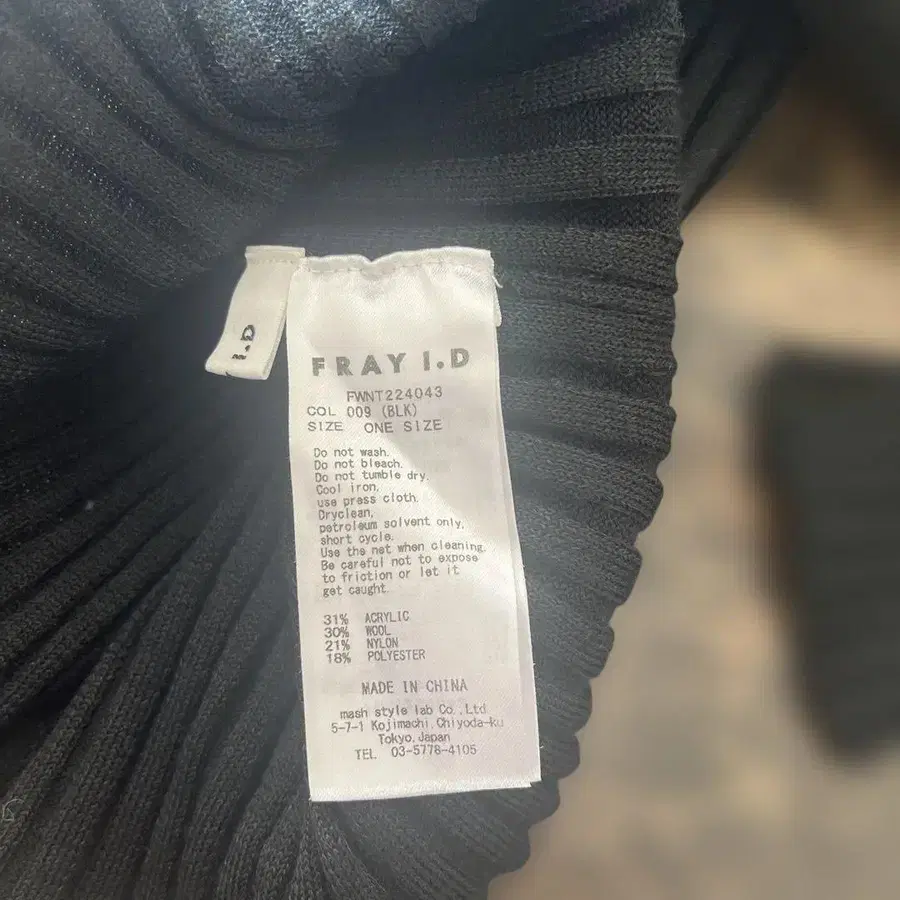 I.D
FRAY I.D
FWNT224043
COL 009 (BLK)
SIZE ONE SIZE
Do not wash.
Do not bleach.
Do not tumble dry.
Cool iron,
use press cloth.
Dryclean,
petroleum solvent only,
short cycle.
Use the net when cleaning.
Be careful not to expose
to friction or let it
get caught.
31% ACRYLIC
30% WOOL
21% NYLON
18% POLYESTER
MADE IN CHINA
mash style lab Co., Ltd
5-7-1 Kojimachi, Chiyoda-ku
Tokyo, Japan
TEL 03-5778-4105